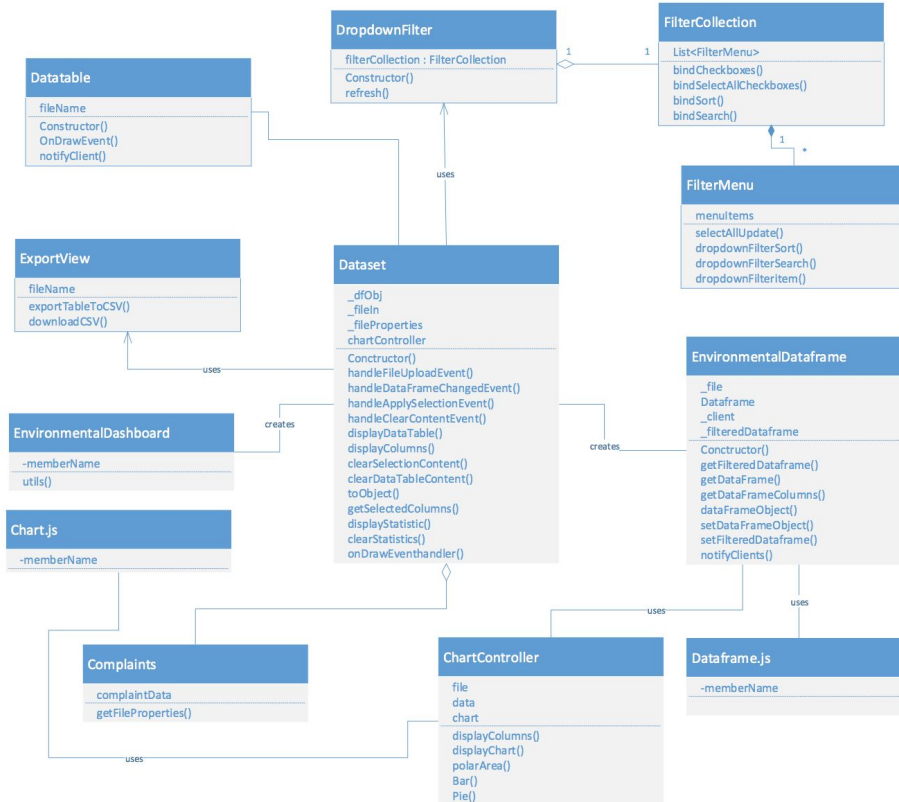 DropdownFilter
filterCollection : FilterCollection
Constructor()
refresh()
1
1
FilterCollection
List<FilterMenu>
bindCheckboxes()
bindSelectAllCheckboxes()
bindSort()
bindSearch()
1
*
Datatable
fileName
Constructor()
OnDrawEvent()
notifyClient()
uses
FilterMenu
menuItems
selectAllUpdate()
dropdownFilterSort()
dropdownFilterSearch()
dropdownFilteritem()
ExportView
fileName
exportTableToCSV()
downloadCSV()
uses
Dataset
_dfObj
_fileIn
_fileProperties
chartController
Conctructor()
handleFileUploadEvent()
handleDataFrameChangedEvent()
handleApplySelectionEvent()
handleClearContentEvent()
displayDataTable()
displayColumns()
clearSelectionContent()
clearDataTableContent()
toObject()
getSelectedColumns()
displayStatistic()
clearStatistics()
onDrawEventhandler()
EnvironmentalDataframe
_file
Dataframe
_client
_filteredDataframe
Conctructor()
getFilteredDataframe()
getDataFrame()
getDataFrameColumns()
dataFrameObject()
setDataFrameObject()
setFilteredDataframe()
notifyClients()
creates
creates
EnvironmentalDashboard
-memberName
utils()
Chart.js
-memberName
uses
uses
Complaints
complaintData
getFileProperties()
ChartController
file
data
chart
displayColumns()
displayChart()
polarArea()
Bar()
Pie()
Dataframe.js
-memberName
uses